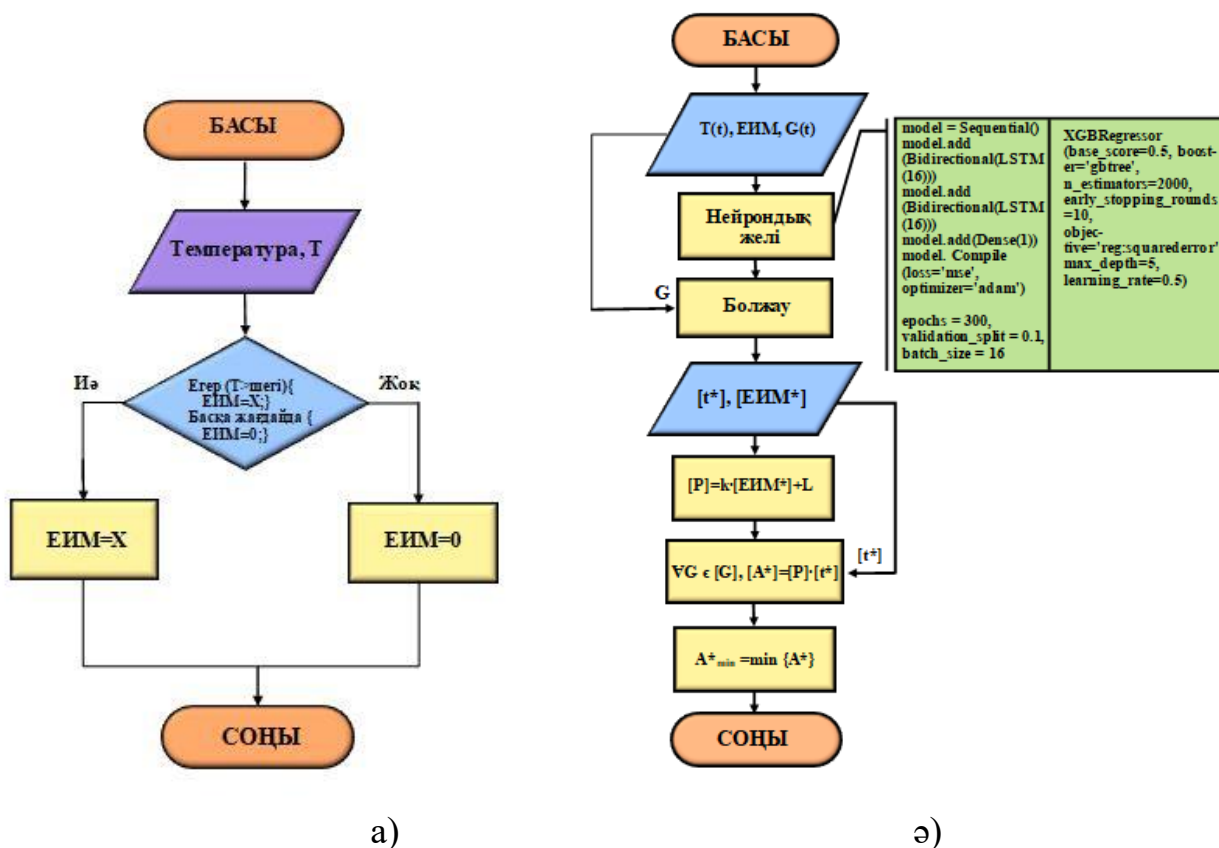 БАСЫ
Температура, Т
Иә
Жоқ
Егер (Т>шегі){
ЕИМ=Х;}
Басқа жағдайда {
ЕИМ=0;}
ЕИМ=Х
ЕИМ=0
СОҢЫ
а)
БАСЫ
T(t), ЕИМ, G(t)
Нейрондық
желі
G
Болжау
[t*], [ЕИМ*]
[P]=k·[ЕИМ*]+L
[t*]
∀G є [G], [A*]=[P]·[t*]
A*min =min {A*}
СОҢЫ
model = Sequential()
model.add
(Bidirectional(LSTM
(16)))
model.add
(Bidirectional(LSTM
(16)))
model.add(Dense(1))
model. Compile
(loss='mse',
optimizer='adam')
epochs = 300,
validation_split = 0.1,
batch_size = 16
XGBRegressor
(base_score=0.5, boost-
er='gbtree',
n_estimators=2000,
early_stopping_rounds
=10,
objec-
tive='reg:squarederror'
max_depth=5,
learning_rate=0.5)
ә)